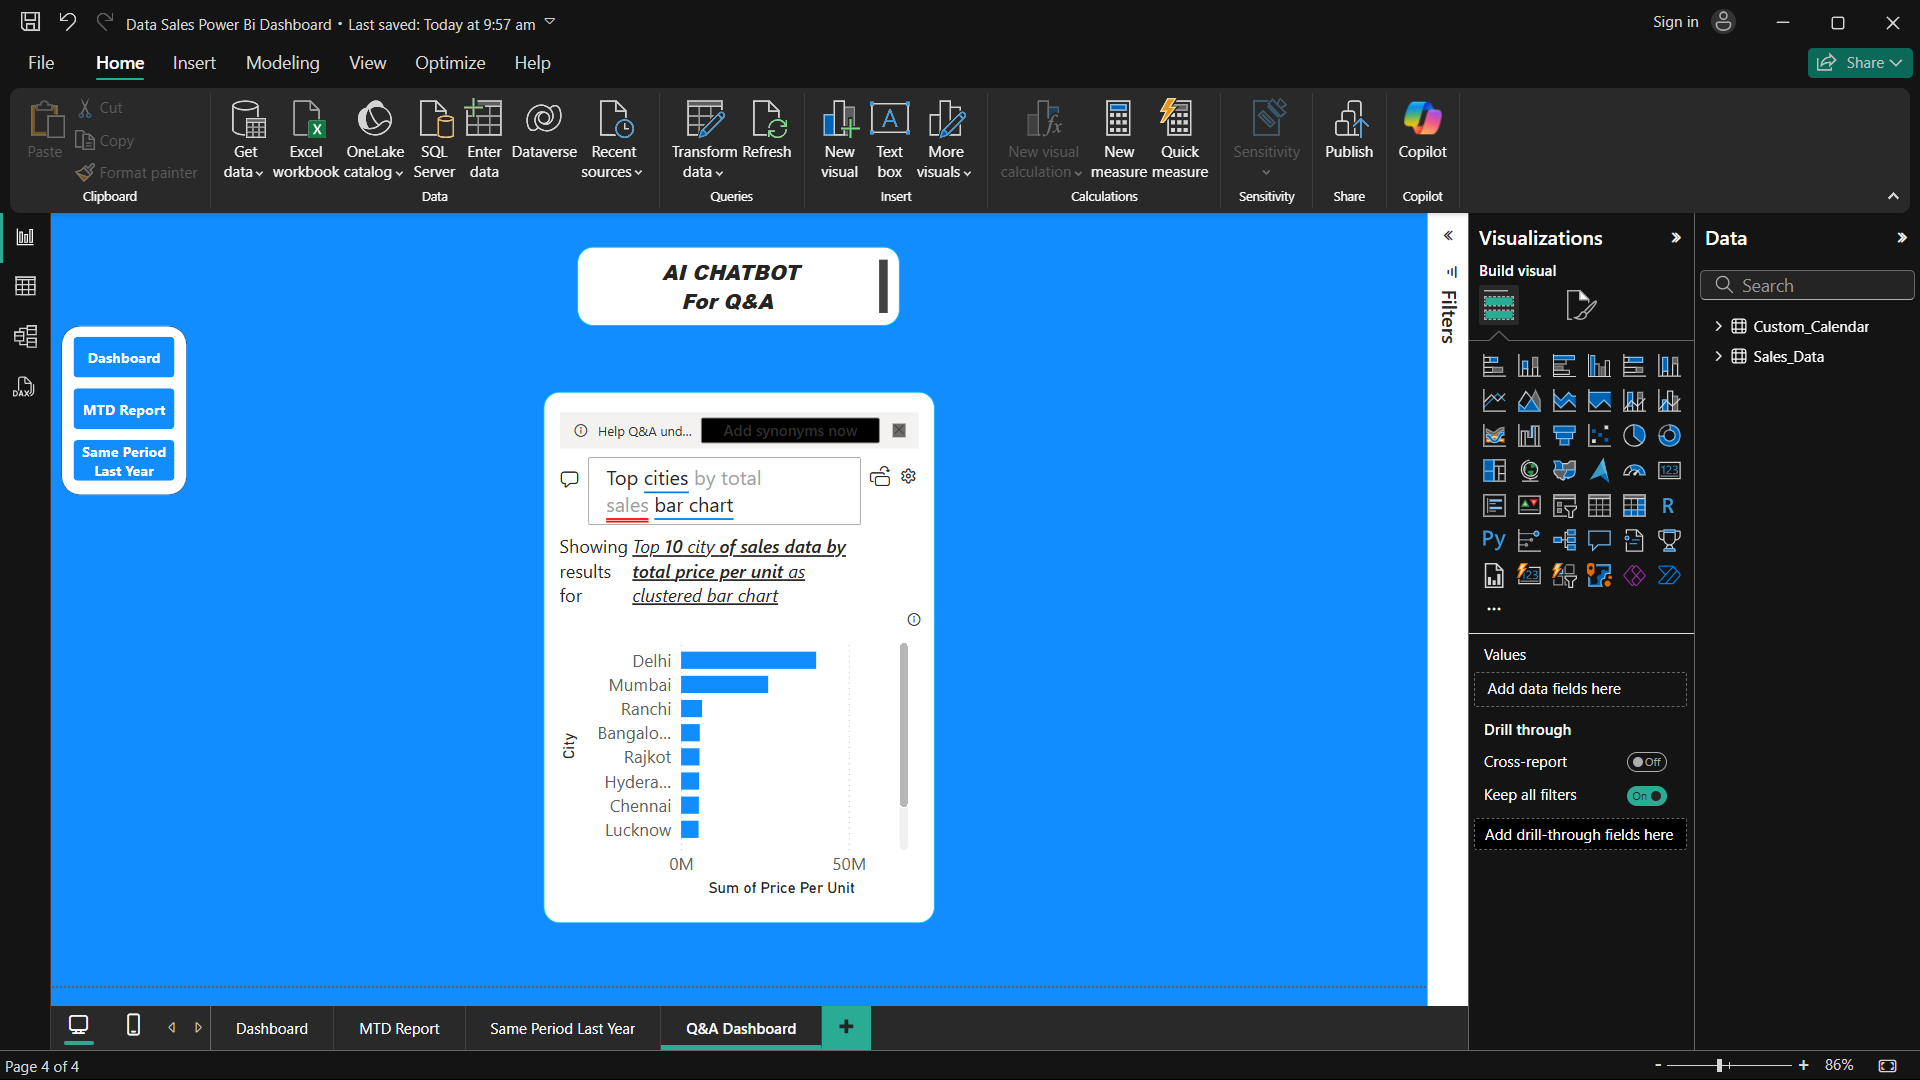 Data Sales Power Bi Dashboard • Last saved: Today at 9:57 am
Sign in
File Home Insert Modeling View Optimize Help
Share
Paste
Cut
Copy
Format painter
Clipboard
Get data
Excel workbook
OneLake catalog
SQL Server
Enter data
Dataverse
Recent sources
Data
Transform data
Refresh
Queries
New visual
Text box
More visuals
Insert
New visual calculation
New measure
Quick measure
Calculations
Sensitivity
Sensitivity
Publish
Share
Copilot
Copilot
DAX
AI CHATBOT
For Q&A
Dashboard
MTD Report
Same Period
Last Year
Help Q&A und... Add synonyms now
Top cities by total
sales bar chart
Showing results for
Top 10 city of sales data by
total price per unit as
clustered bar chart
City
Delhi
Mumbai
Ranchi
Bangalo...
Rajkot
Hydera...
Chennai
Lucknow
0M 50M
Sum of Price Per Unit
Filters
Visualizations
Build visual
123
R
Py
123
...
Values
Add data fields here
Drill through
Cross-report Off
Keep all filters On
Add drill-through fields here
Data
Search
Custom_Calendar
Sales_Data
Dashboard MTD Report Same Period Last Year Q&A Dashboard +
Page 4 of 4
- + 86%